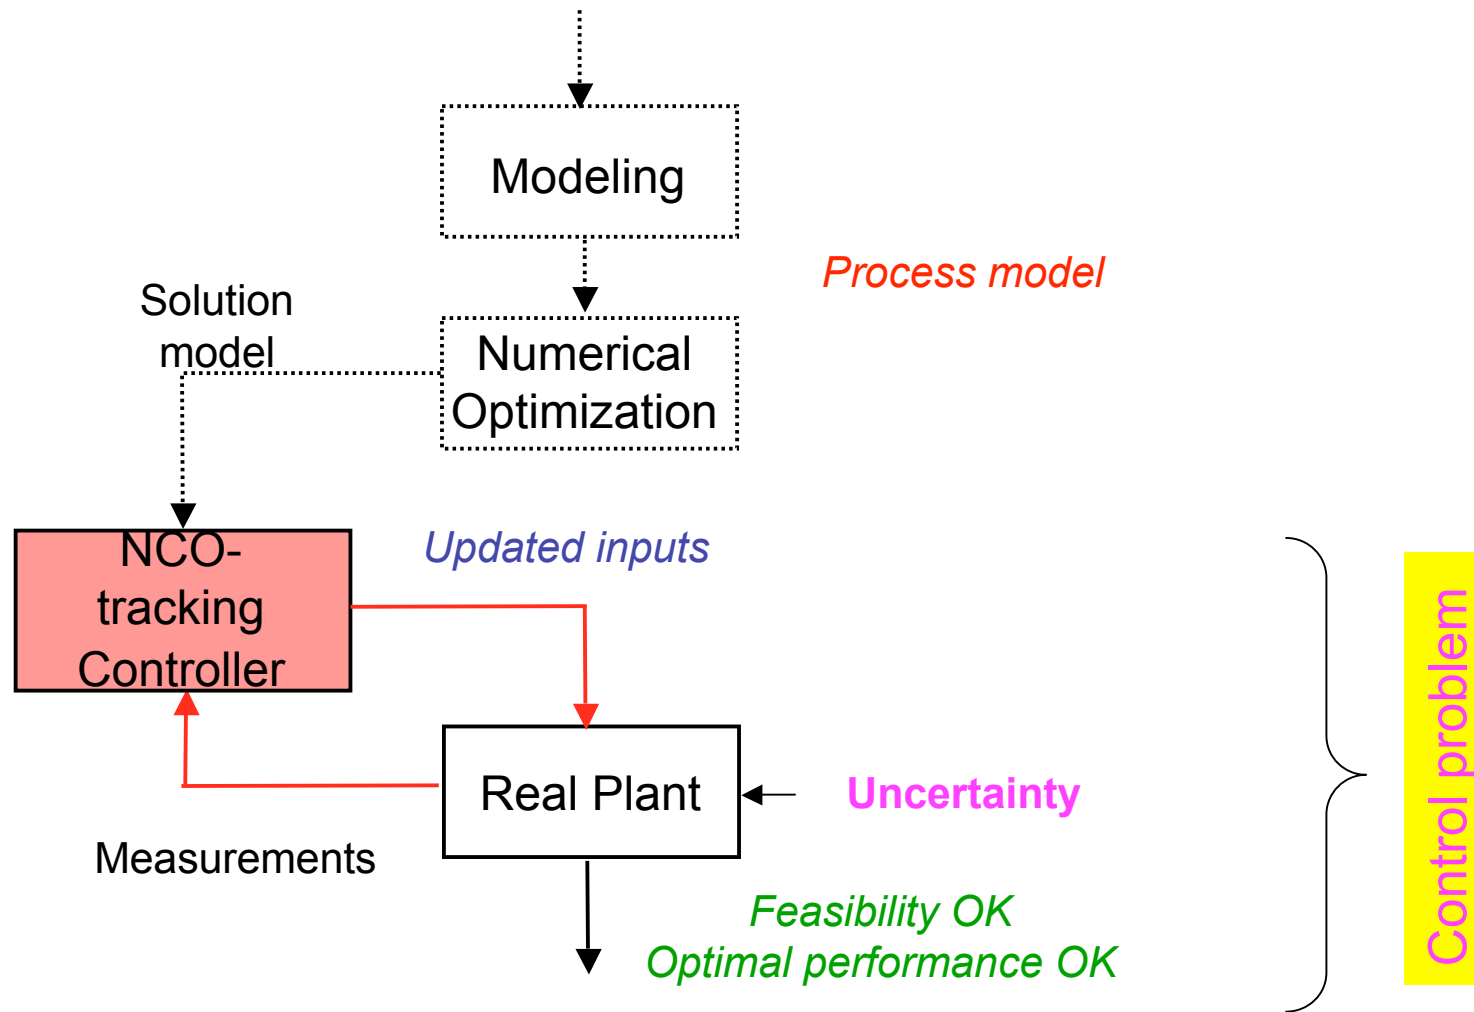 Modeling
Process model
Solution
model
Numerical
Optimization
NCO-
tracking
Controller
Updated inputs
Real Plant
Uncertainty
Measurements
Feasibility OK
Optimal performance OK
Control problem